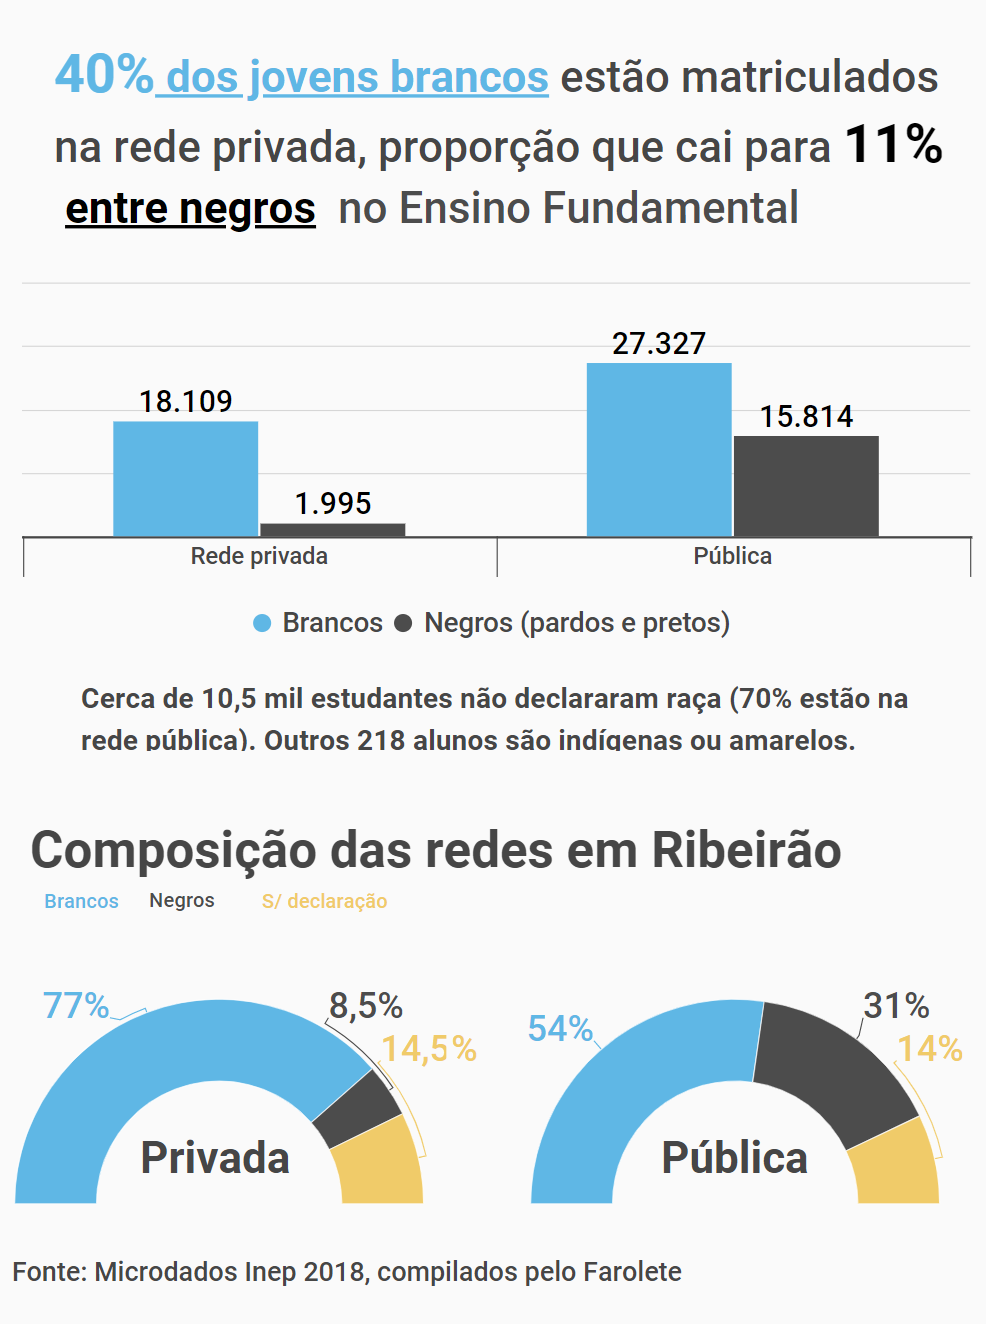 40% dos jovens brancos estão matriculados
na rede privada, proporção que cai para 11%
entre negros no Ensino Fundamental
27.327
18.109
15.814
1.995
Rede privada Pública
Brancos Negros (pardos e pretos)
Cerca de 10,5 mil estudantes não declararam raça (70% estão na
rede pública). Outros 218 alunos são indígenas ou amarelos.
Composição das redes em Ribeirão
Brancos Negros S/ declaração
77% 8,5% 14,5%
Privada
54% 31% 14%
Pública
Fonte: Microdados Inep 2018, compilados pelo Farolete